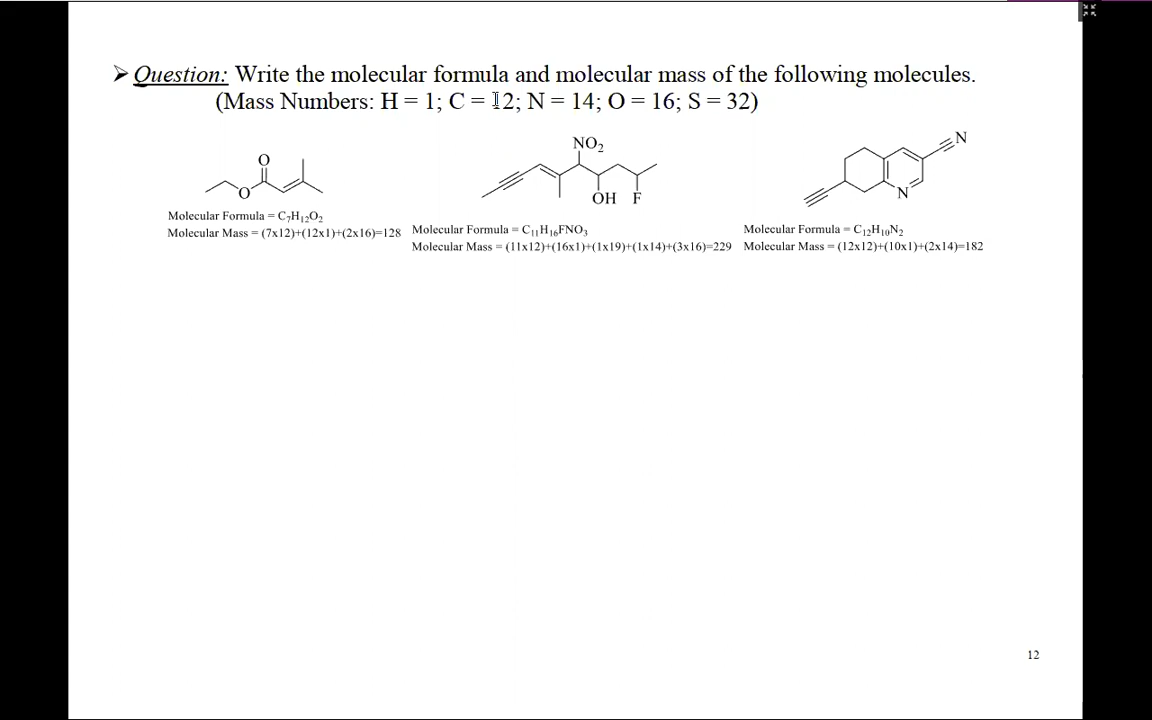 ➢ Question: Write the molecular formula and molecular mass of the following molecules.
(Mass Numbers: H = 1; C = 12; N = 14; O = 16; S = 32)
O
O
Molecular Formula = C₇H₁₂O₂
Molecular Mass = (7x12)+(12x1)+(2x16)=128
NO₂
OH F
Molecular Formula = C₁₁H₁₆FNO₃
Molecular Mass = (11x12)+(16x1)+(1x19)+(1x14)+(3x16)=229
N
N
Molecular Formula = C₁₂H₁₀N₂
Molecular Mass = (12x12)+(10x1)+(2x14)=182
12